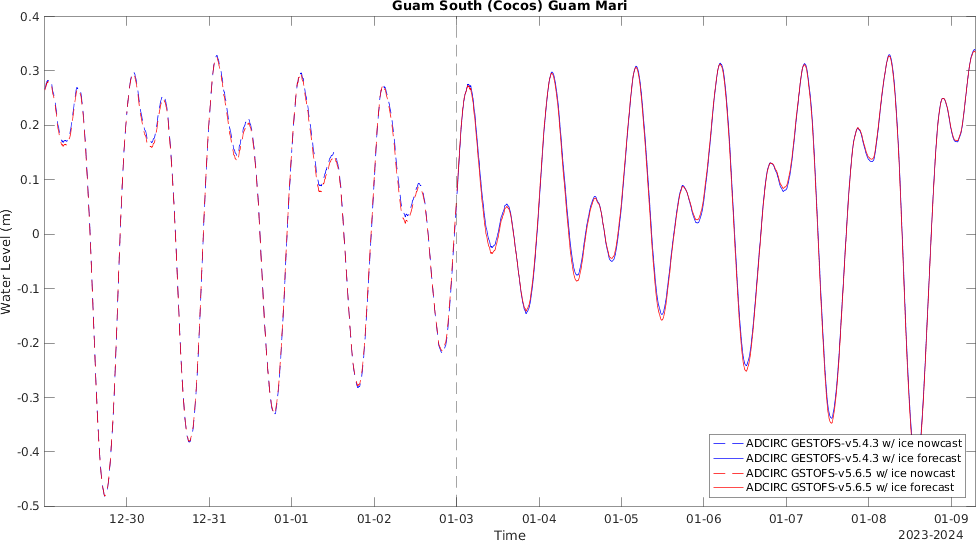 Guam South (Cocos) Guam Mari
Water Level (m)
0.4
0.3
0.2
0.1
0
-0.1
-0.2
-0.3
-0.4
-0.5
ADCIRC GESTOFS-v5.4.3 w/ ice nowcast
ADCIRC GESTOFS-v5.4.3 w/ ice forecast
ADCIRC GSTOFS-v5.6.5 w/ ice nowcast
ADCIRC GSTOFS-v5.6.5 w/ ice forecast
12-30 12-31 01-01 01-02 01-03 01-04 01-05 01-06 01-07 01-08 01-09
Time
2023-2024